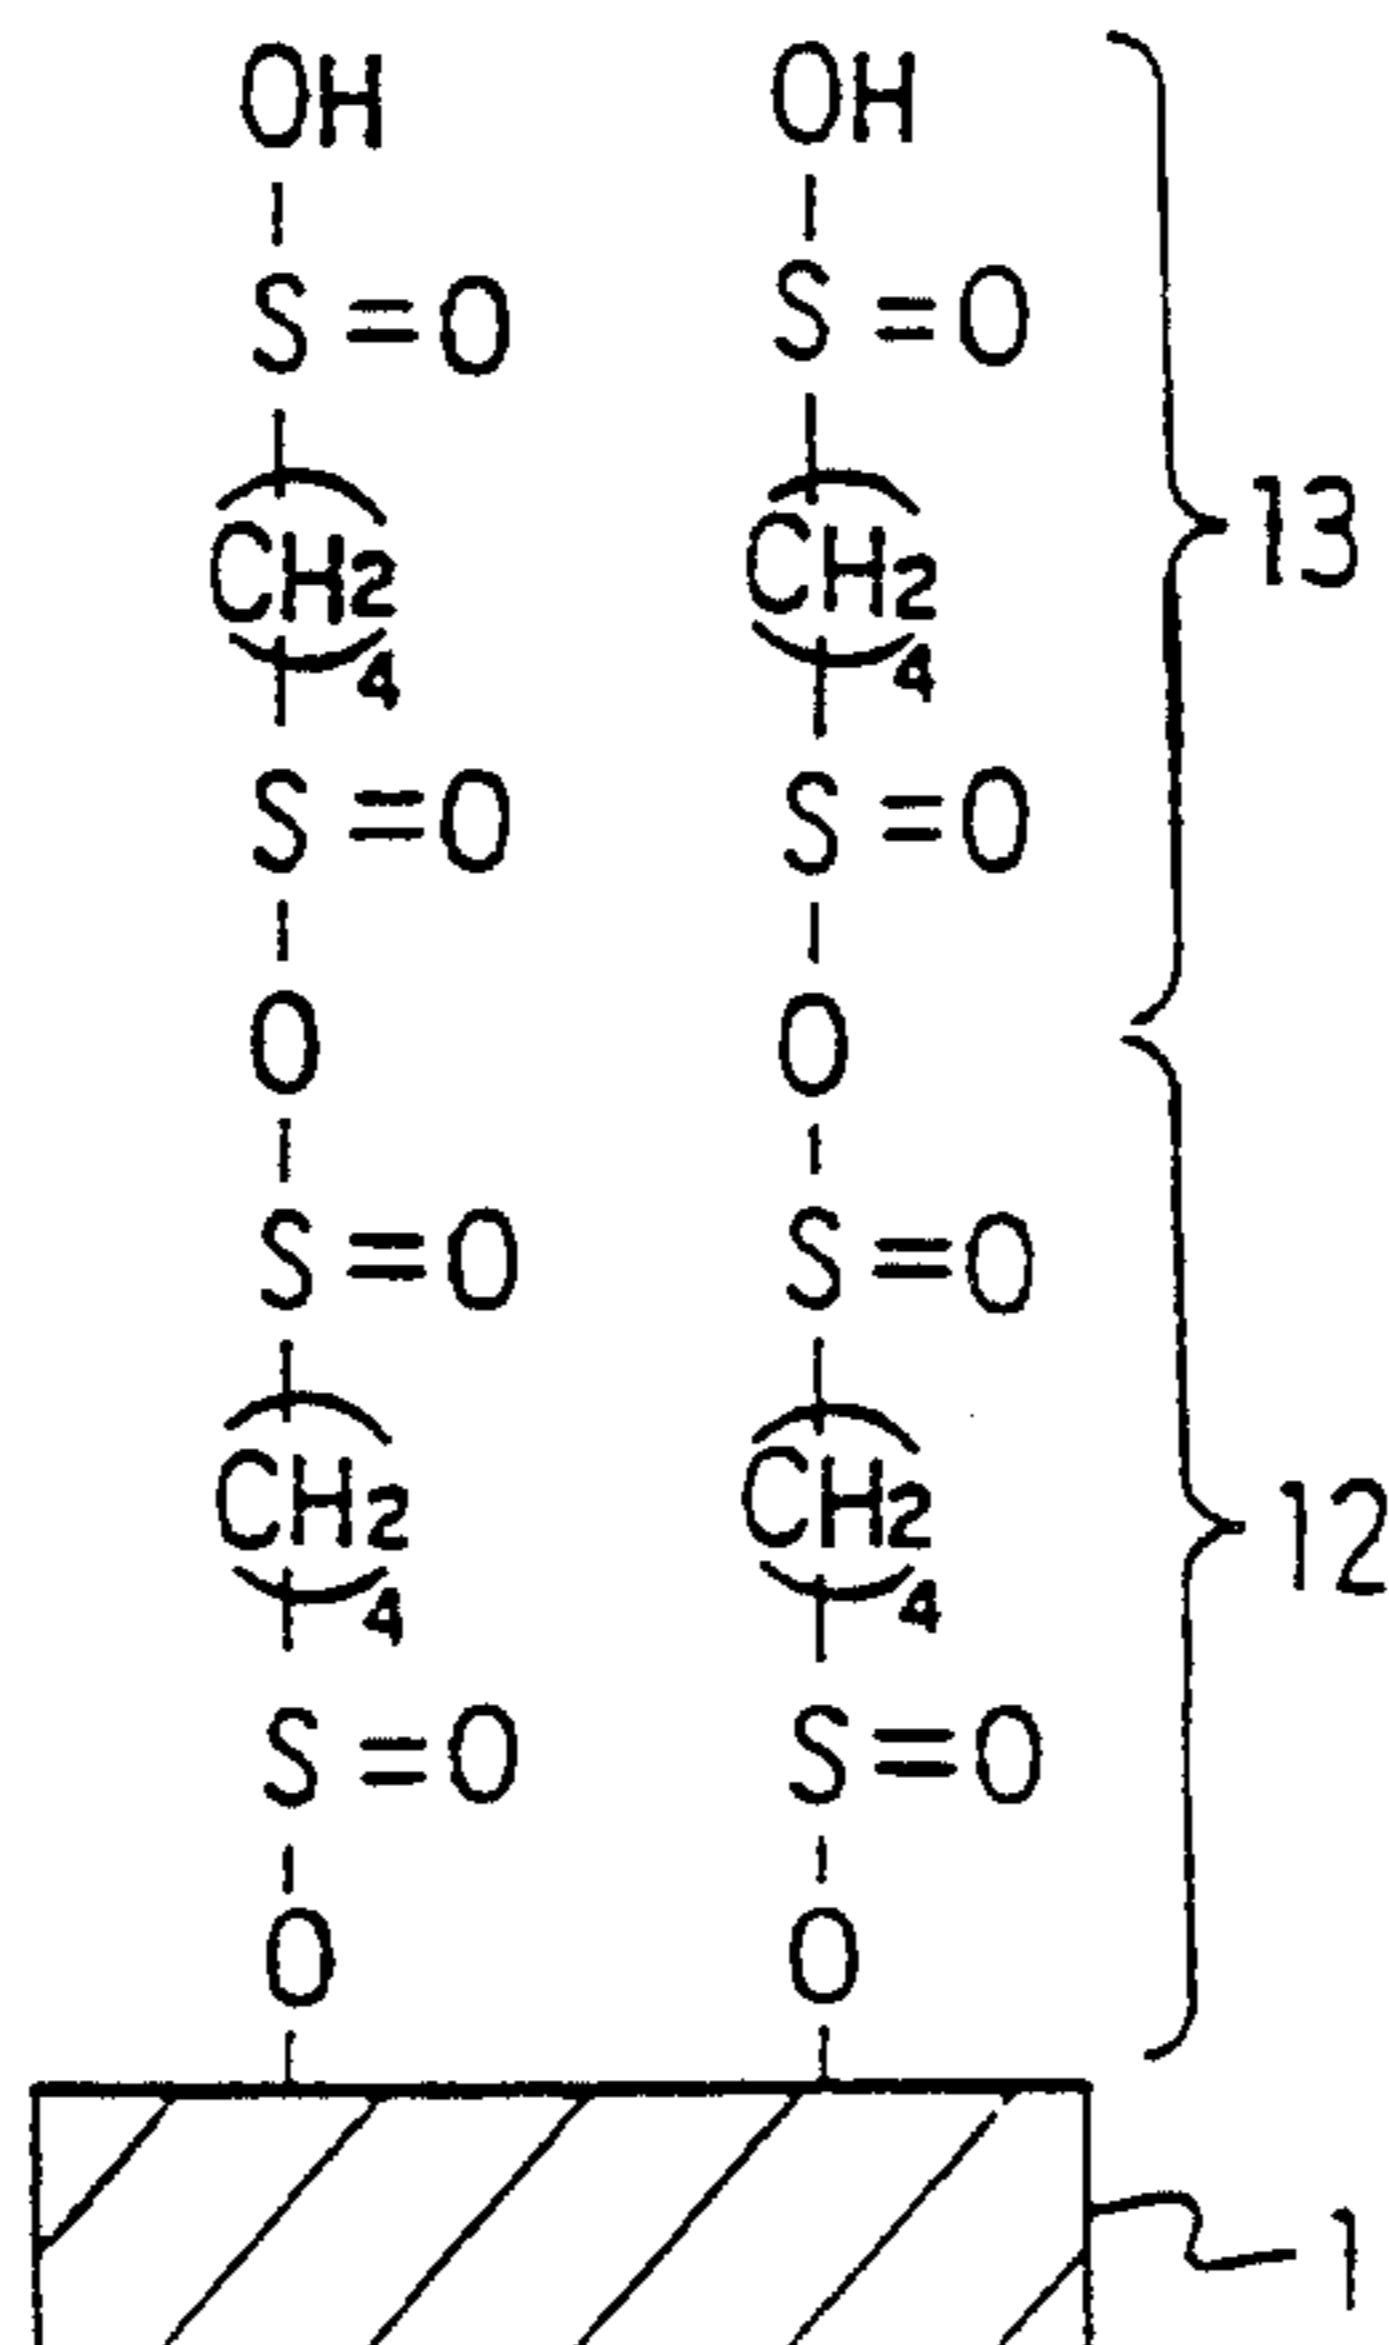 OH OH
S=O S=O
(CH2)4 (CH2)4 13
S=O S=O
O O
S=O S=O
(CH2)4 (CH2)4 12
S=O S=O
O O
1